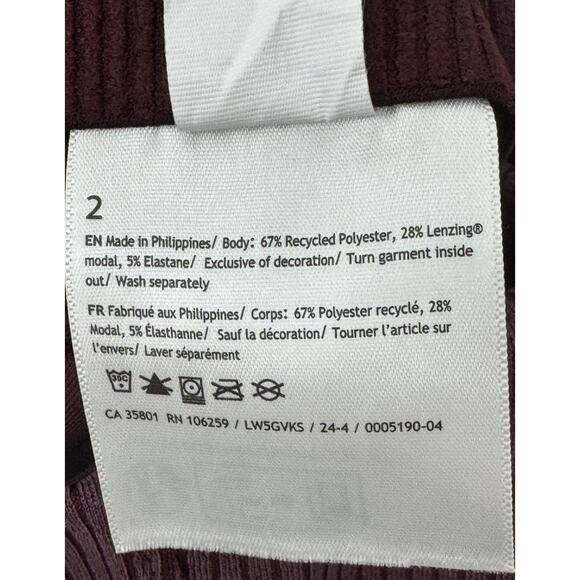 2
EN Made in Philippines/ Body: 67% Recycled Polyester, 28% Lenzing®
modal, 5% Elastane/ Exclusive of decoration/ Turn garment inside
out/ Wash separately
FR Fabriqué aux Philippines/ Corps: 67% Polyester recyclé, 28%
Modal, 5% Élasthanne/ Sauf la décoration/ Tourner l'article sur
l'envers/ Laver séparément
30C
CA 35801 RN 106259 / LW5GVKS / 24-4 / 0005190-04